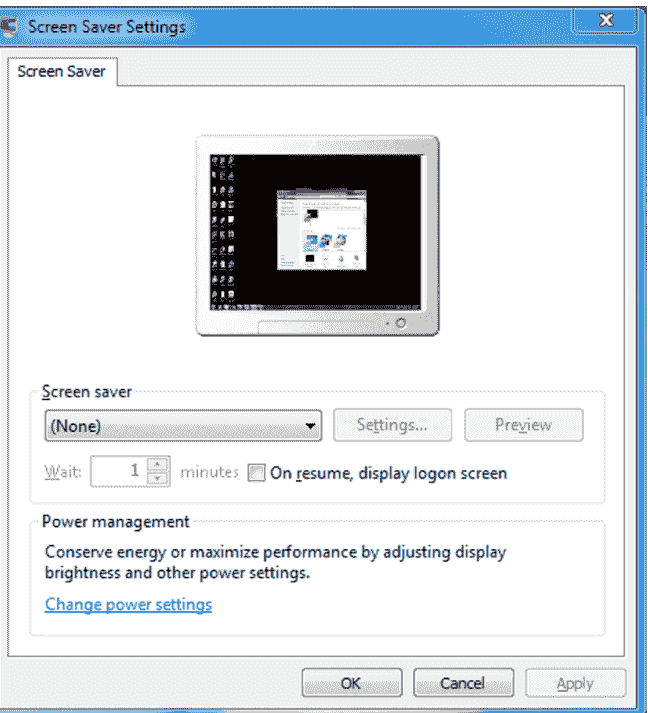 Screen Saver Settings
Screen Saver
Screen saver
(None)
Settings...
Preview
Wait: 1 minutes On resume, display logon screen
Power management
Conserve energy or maximize performance by adjusting display
brightness and other power settings.
Change power settings
OK Cancel Apply